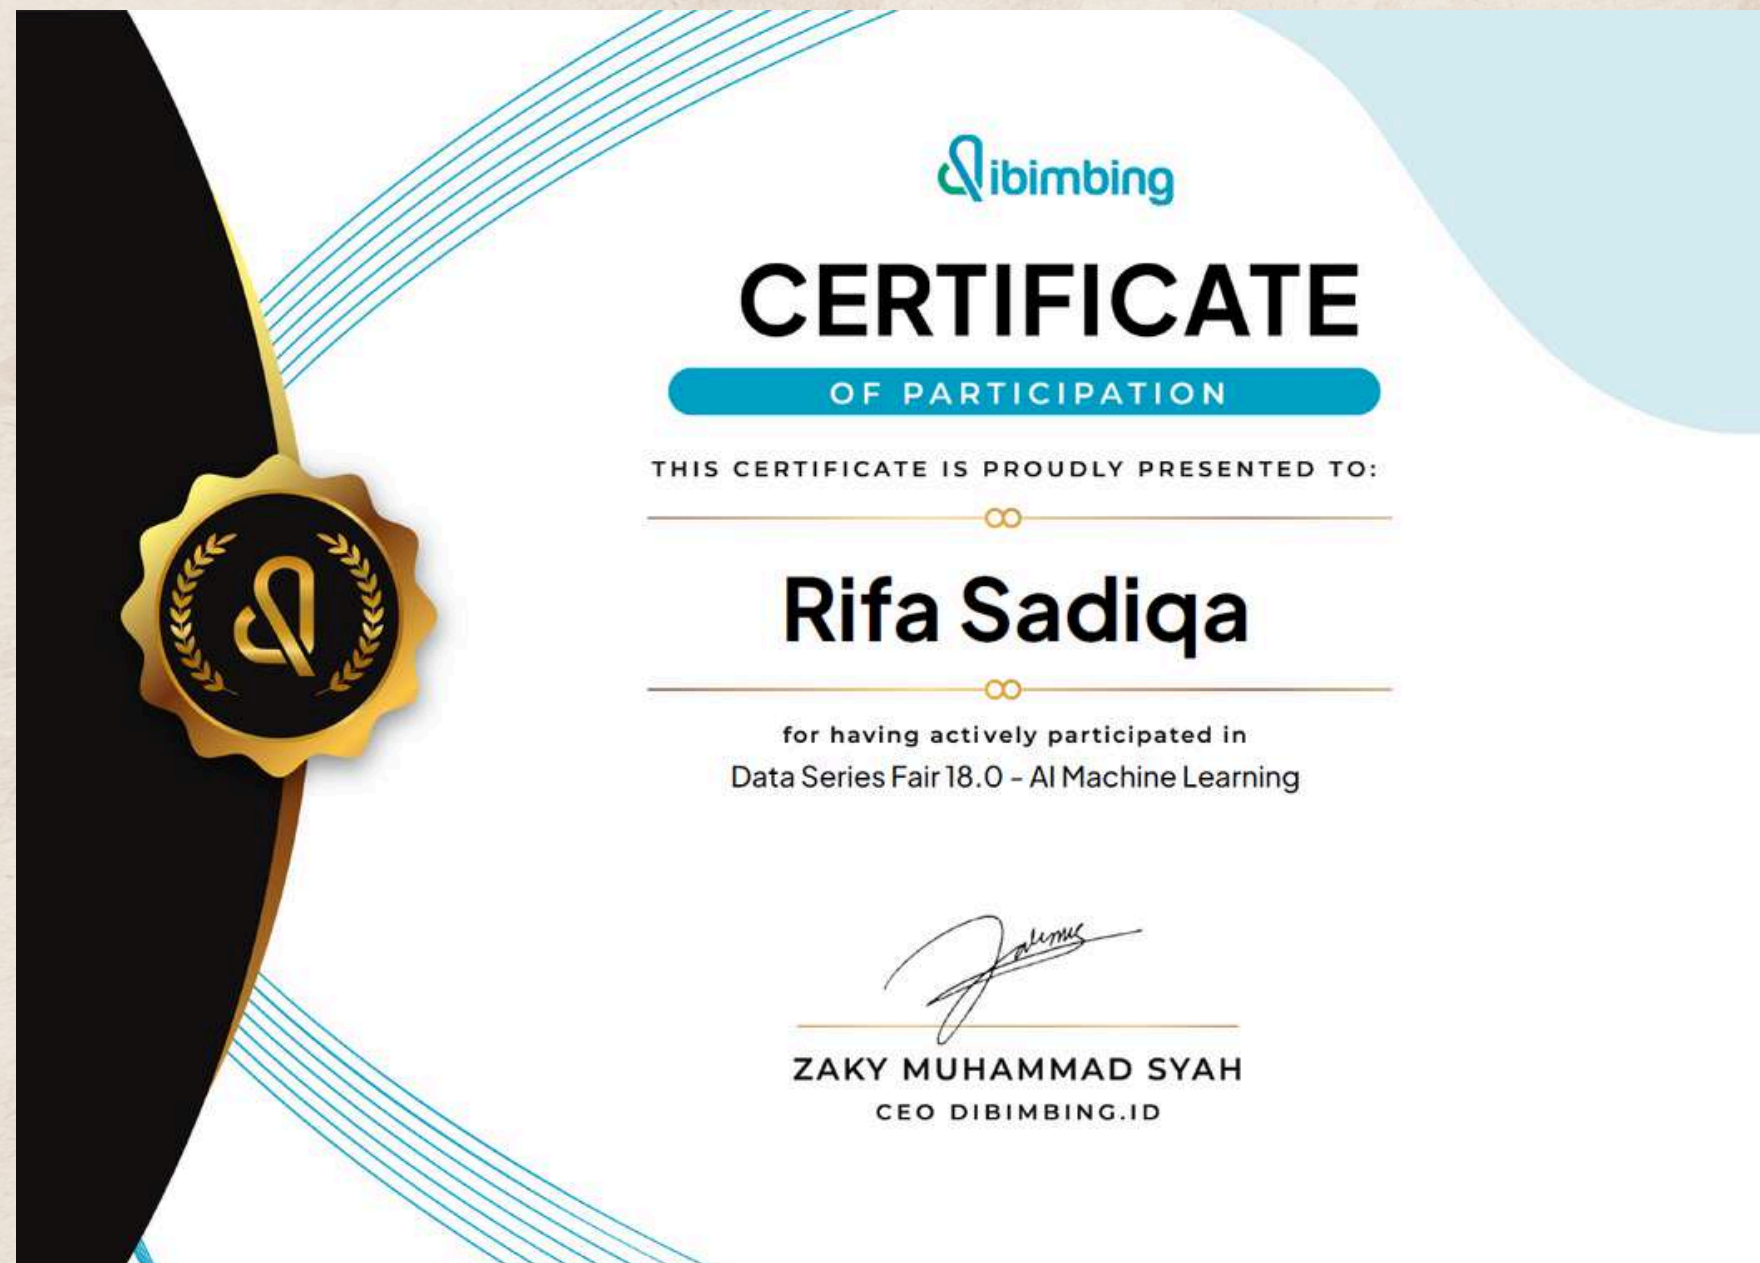 dibimbing
CERTIFICATE
OF PARTICIPATION
THIS CERTIFICATE IS PROUDLY PRESENTED TO:
Rifa Sadiqa
for having actively participated in
Data Series Fair 18.0 - AI Machine Learning
ZAKY MUHAMMAD SYAH
CEO DIBIMBING.ID